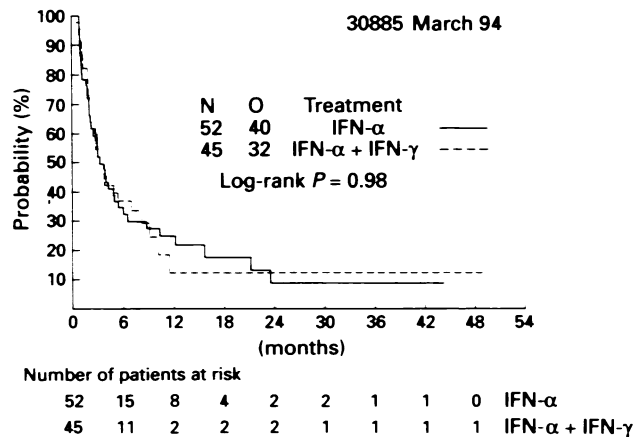 30885 March 94
Probability (%)
100
90
80
70
60
50
40
30
20
10
N O Treatment
52 40 IFN-α
45 32 IFN-α + IFN-γ
Log-rank P = 0.98
0 6 12 18 24 30 36 42 48 54
(months)
Number of patients at risk
52 15 8 4 2 2 1 1 0 IFN-α
45 11 2 2 2 1 1 1 1 IFN-α + IFN-γ